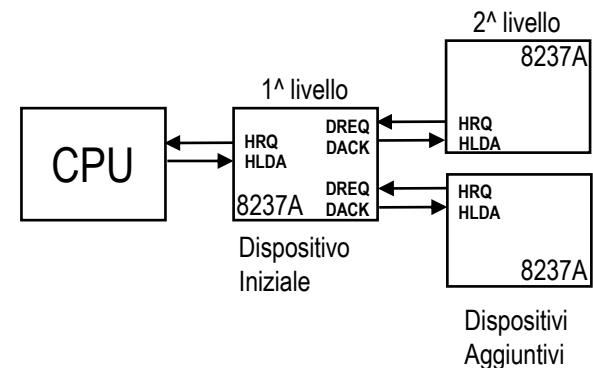 2^ livello
8237A
HRQ
HLDA
1^ livello
CPU
HRQ
HLDA
DREQ
DACK
DREQ
DACK
8237A
Dispositivo
Iniziale
HRQ
HLDA
8237A
Dispositivi
Aggiuntivi